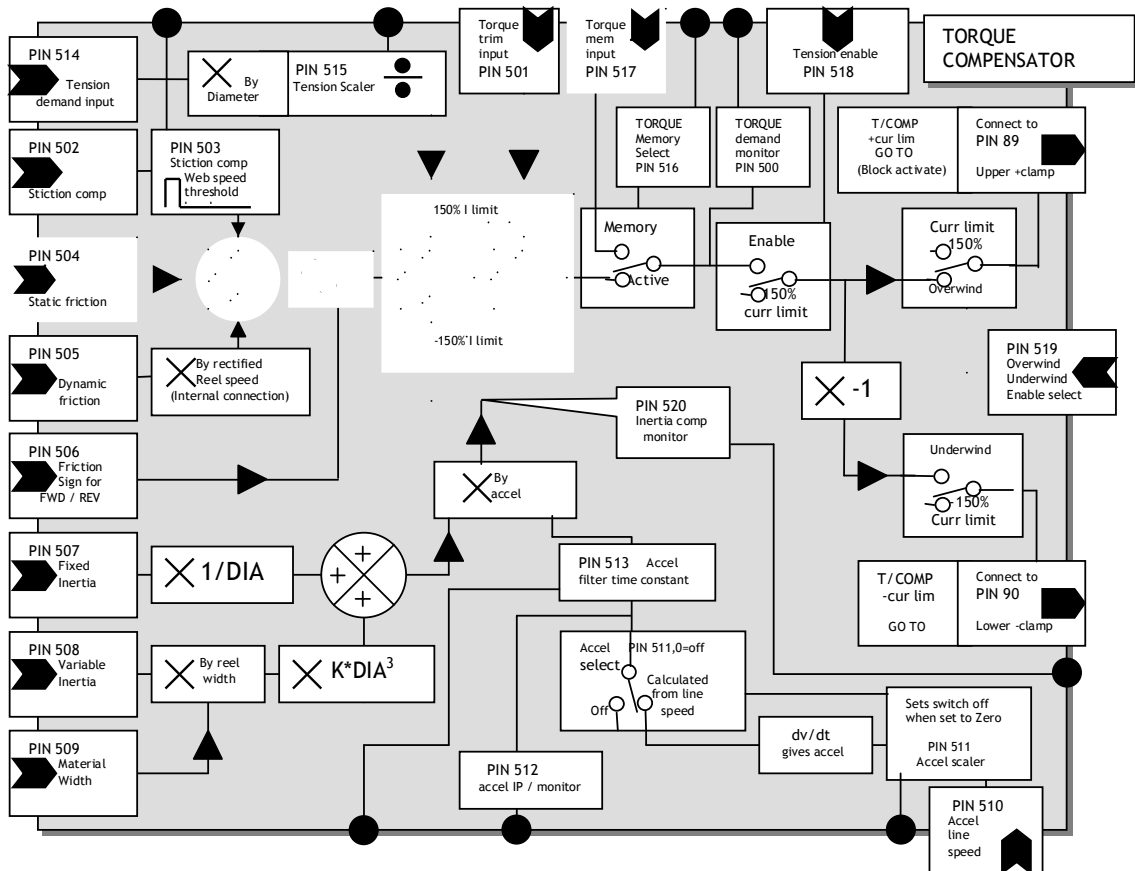 TORQUE
COMPENSATOR
PIN 514
Tension
demand input
By
Diameter
PIN 515
Tension Scaler
Torque
trim
input
PIN 501
Torque
mem
input
PIN 517
Tension enable
PIN 518
PIN 502
Stiction comp
PIN 503
Stiction comp
Web speed
threshold
TORQUE
Memory
Select
PIN 516
TORQUE
demand
monitor
PIN 500
T/COMP
+cur lim
GO TO
(Block activate)
Connect to
PIN 89
Upper +clamp
PIN 504
Static friction
150% I limit
-150% I limit
Memory
Active
Enable
150%
curr limit
Curr limit
150%
Overwind
PIN 505
Dynamic
friction
By rectified
Reel speed
(Internal connection)
PIN 519
Overwind
Underwind
Enable select
-1
PIN 520
Inertia comp
monitor
PIN 506
Friction
Sign for
FWD / REV
By
accel
Underwind
-150%
Curr limit
PIN 507
Fixed
Inertia
1/DIA
+
+
+
PIN 513 Accel
filter time constant
T/COMP
-cur lim
GO TO
Connect to
PIN 90
Lower -clamp
PIN 508
Variable
Inertia
By reel
width
K*DIA³
Accel
select
PIN 511,0=off
Calculated
from line
speed
Off
Sets switch off
when set to Zero
PIN 511
Accel scaler
dv/dt
gives accel
PIN 509
Material
Width
PIN 512
accel IP / monitor
PIN 510
Accel
line
speed